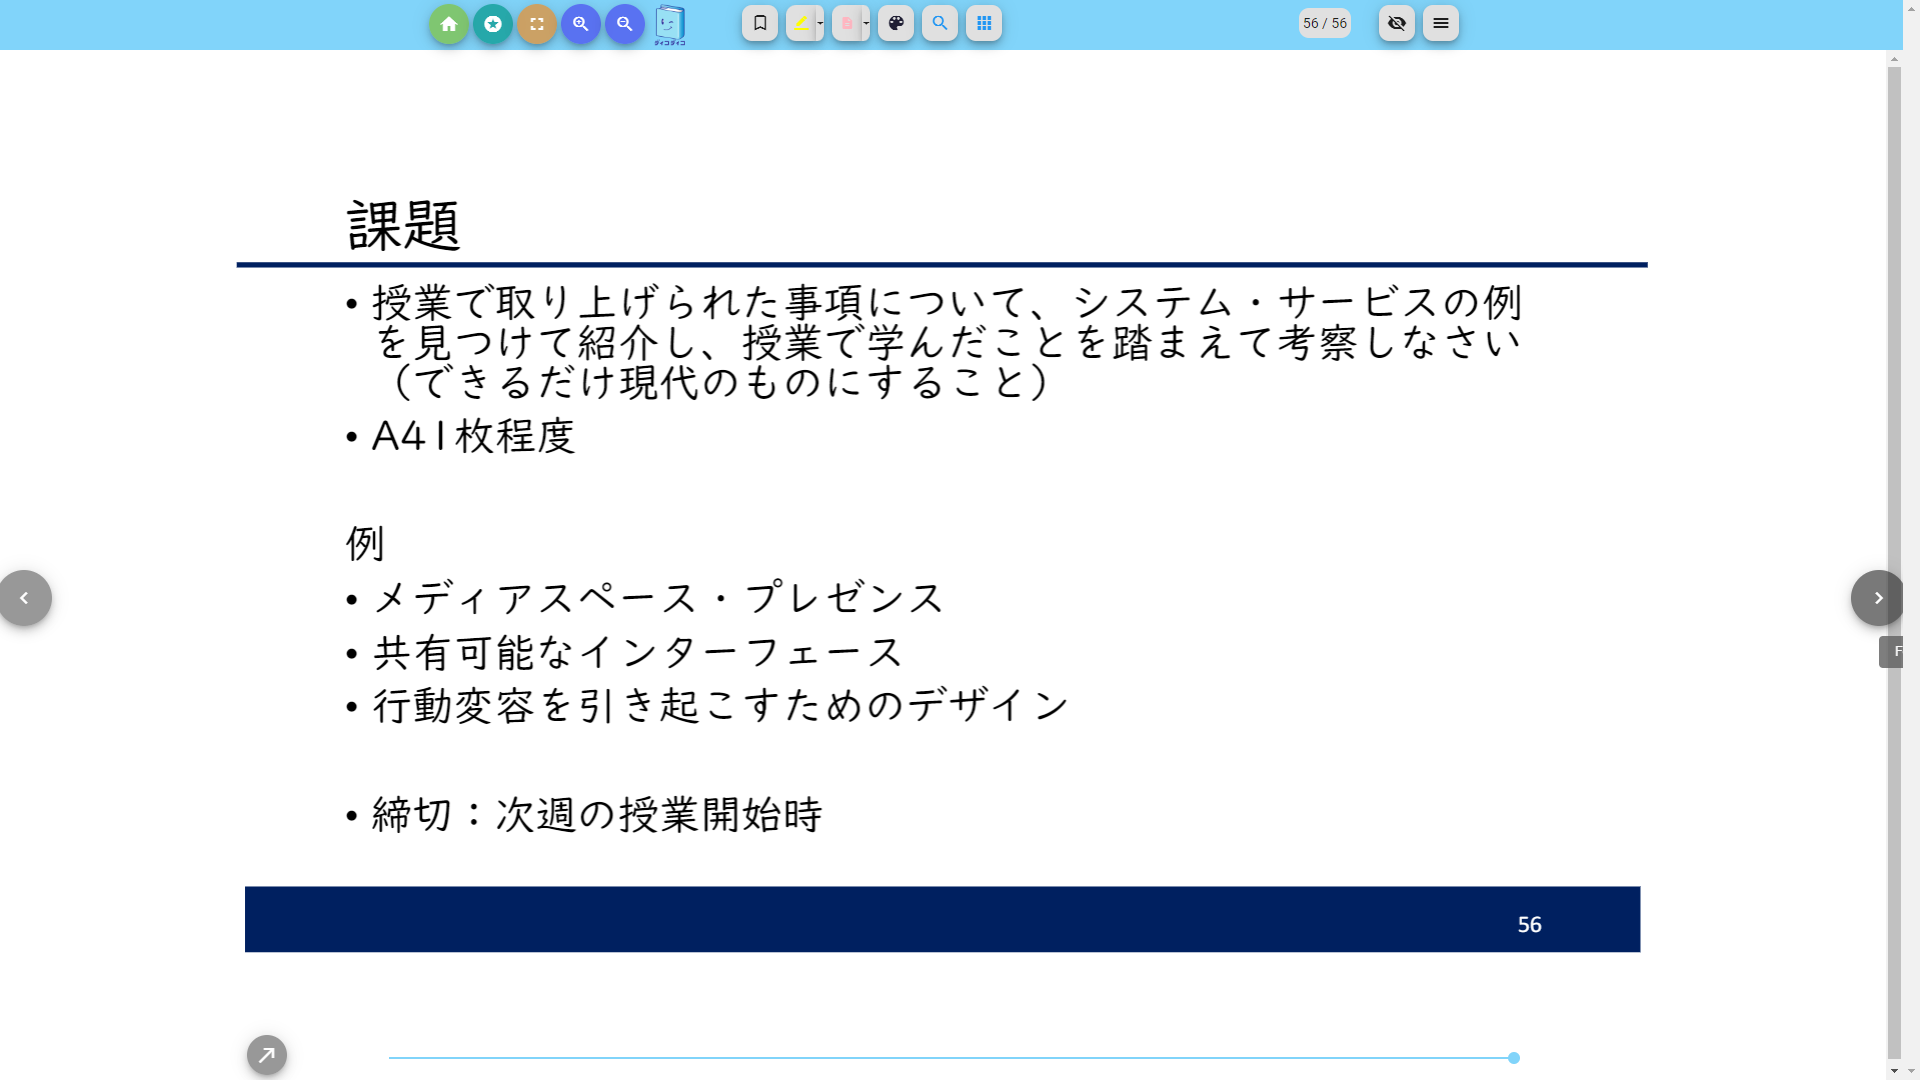 56 / 56
課題
• 授業で取り上げられた事項について、システム・サービスの例
を見つけて紹介し、授業で学んだことを踏まえて考察しなさい
（できるだけ現代のものにすること）
• A4 1枚程度
例
• メディアスペース・プレゼンス
• 共有可能なインターフェース
• 行動変容を引き起こすためのデザイン
• 締切：次週の授業開始時
56